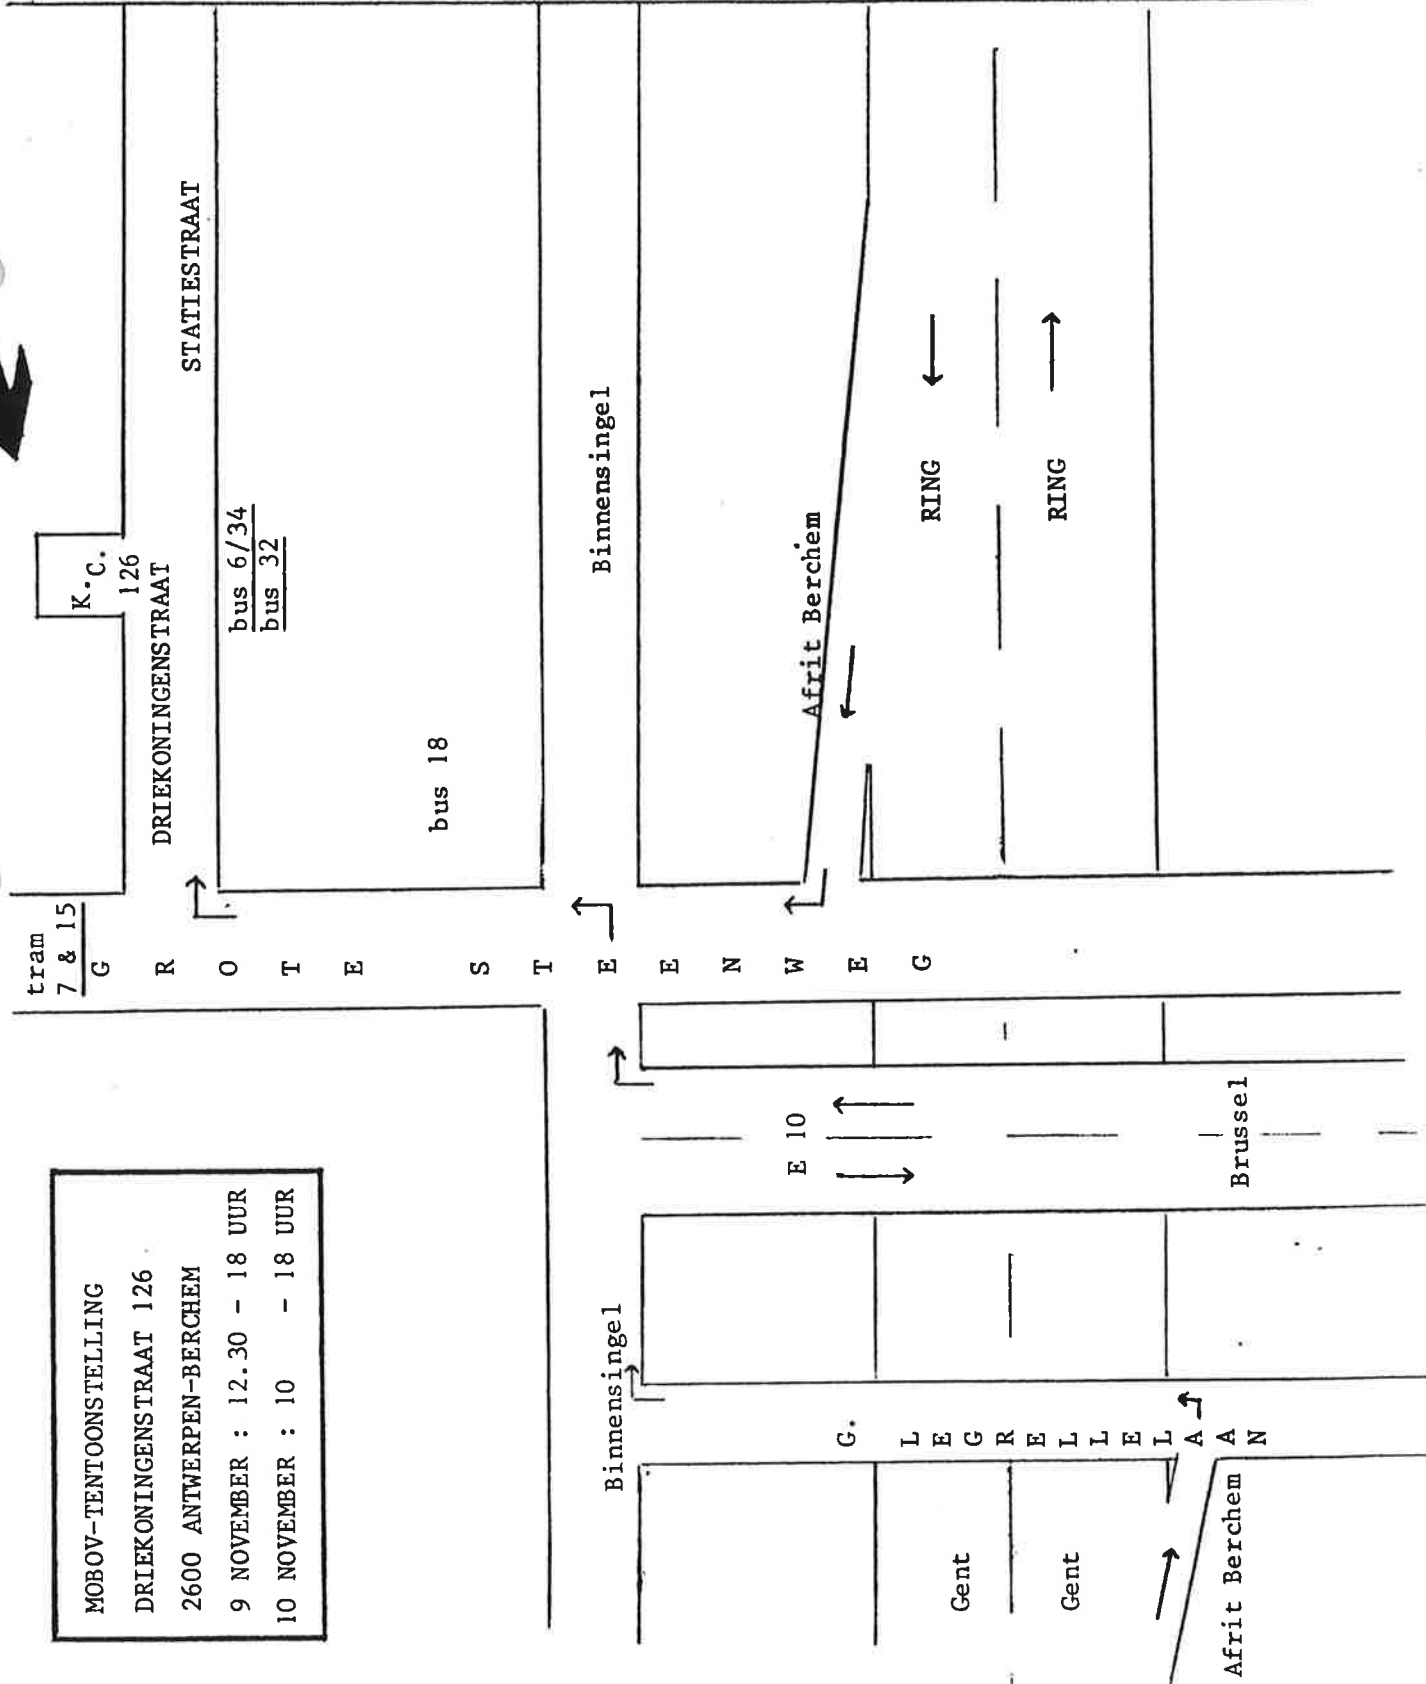 MOBOV-TENTOONSTELLING
DRIEKONINGENSTRAAT 126
2600 ANTWERPEN-BERCHEM
9 NOVEMBER : 12.30 - 18 UUR
10 NOVEMBER : 10 - 18 UUR
tram
7 & 15
GROTE STEENWEG
K.C.
126
DRIEKONINGENSTRAAT
STATIESTRAAT
bus 6/34
bus 32
bus 18
Binnensingel
Binnensingel
Afrit Berchem
RING
RING
E 10
Brussel
G. LEGRELLELAAN
Gent
Gent
Afrit Berchem